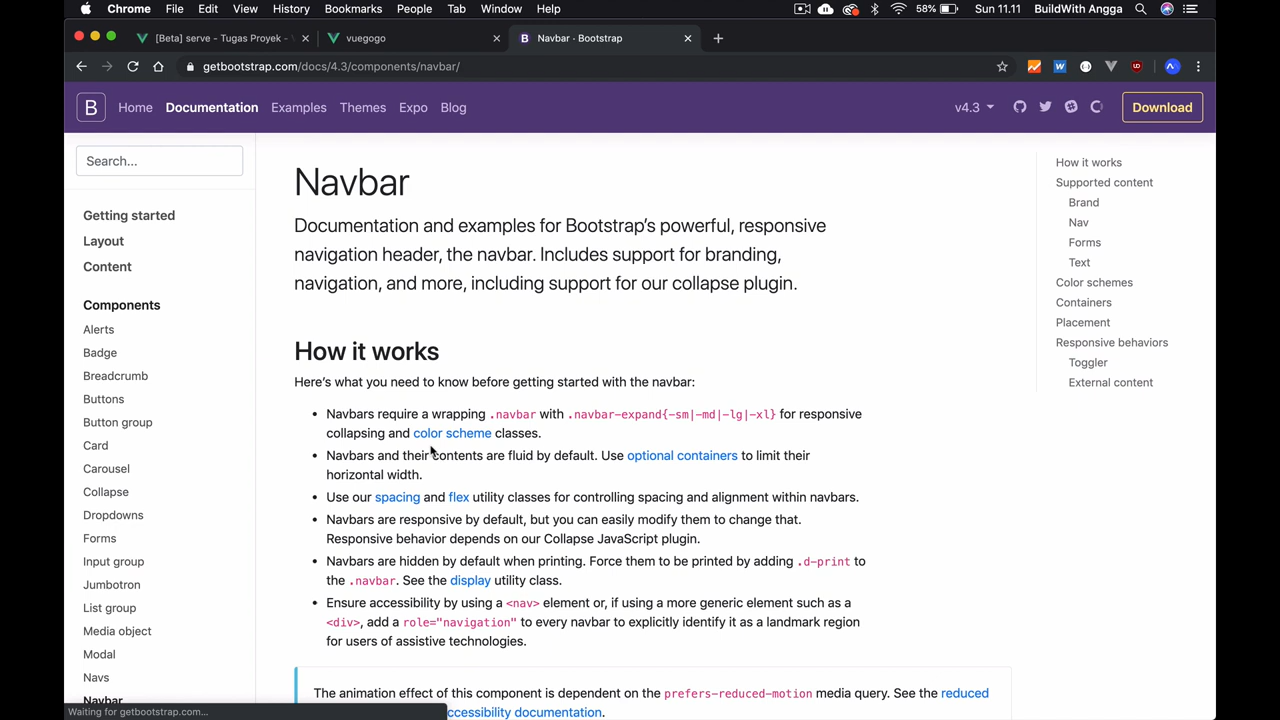 Chrome File Edit View History Bookmarks People Tab Window Help 58% Sun 11.11 BuildWith Angga
[Beta] serve - Tugas Proyek - vuegogo Navbar · Bootstrap
getbootstrap.com/docs/4.3/components/navbar/
B Home Documentation Examples Themes Expo Blog v4.3 Download
Search...
Getting started
Layout
Content
Components
Alerts
Badge
Breadcrumb
Buttons
Button group
Card
Carousel
Collapse
Dropdowns
Forms
Input group
Jumbotron
List group
Media object
Modal
Navs
Navbar
Navbar
Documentation and examples for Bootstrap's powerful, responsive
navigation header, the navbar. Includes support for branding,
navigation, and more, including support for our collapse plugin.
How it works
Here's what you need to know before getting started with the navbar:
• Navbars require a wrapping .navbar with .navbar-expand{-sm|-md|-lg|-xl} for responsive
collapsing and color scheme classes.
• Navbars and their contents are fluid by default. Use optional containers to limit their
horizontal width.
• Use our spacing and flex utility classes for controlling spacing and alignment within navbars.
• Navbars are responsive by default, but you can easily modify them to change that.
Responsive behavior depends on our Collapse JavaScript plugin.
• Navbars are hidden by default when printing. Force them to be printed by adding .d-print to
the .navbar. See the display utility class.
• Ensure accessibility by using a <nav> element or, if using a more generic element such as a
<div>, add a role="navigation" to every navbar to explicitly identify it as a landmark region
for users of assistive technologies.
The animation effect of this component is dependent on the prefers-reduced-motion media query. See the reduced
ccessibility documentation.
How it works
Supported content
Brand
Nav
Forms
Text
Color schemes
Containers
Placement
Responsive behaviors
Toggler
External content
Waiting for getbootstrap.com...